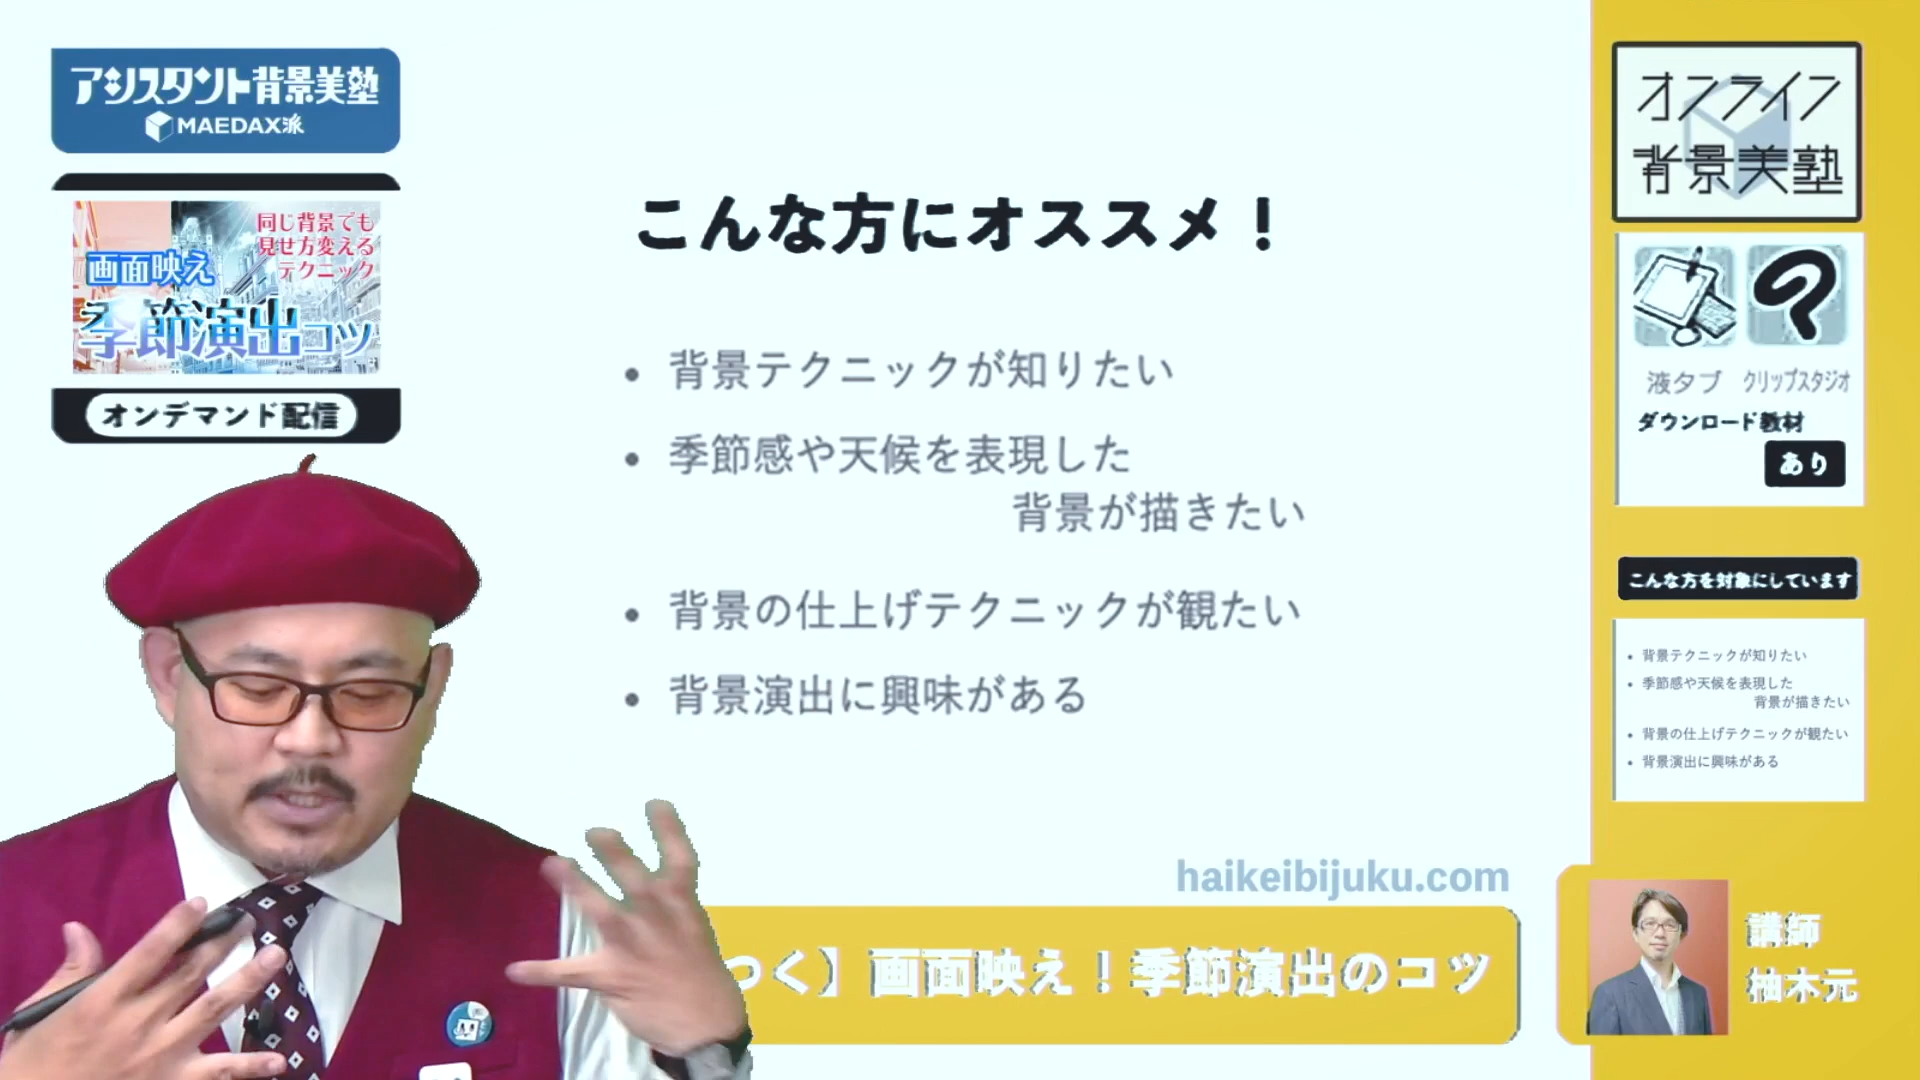 アシスタント背景美塾
MAEDAX派
同じ背景でも
見せ方変える
テクニック
画面映え
季節演出コツ
オンデマンド配信
こんな方にオススメ！
• 背景テクニックが知りたい
• 季節感や天候を表現した
背景が描きたい
• 背景の仕上げテクニックが観たい
• 背景演出に興味がある
haikeibijuku.com
つく】画面映え！季節演出のコツ
オンライン
背景美塾
液タブ クリップスタジオ
ダウンロード教材
あり
こんな方を対象にしています
• 背景テクニックが知りたい
• 季節感や天候を表現した
背景が描きたい
• 背景の仕上げテクニックが観たい
• 背景演出に興味がある
講師
柚木元